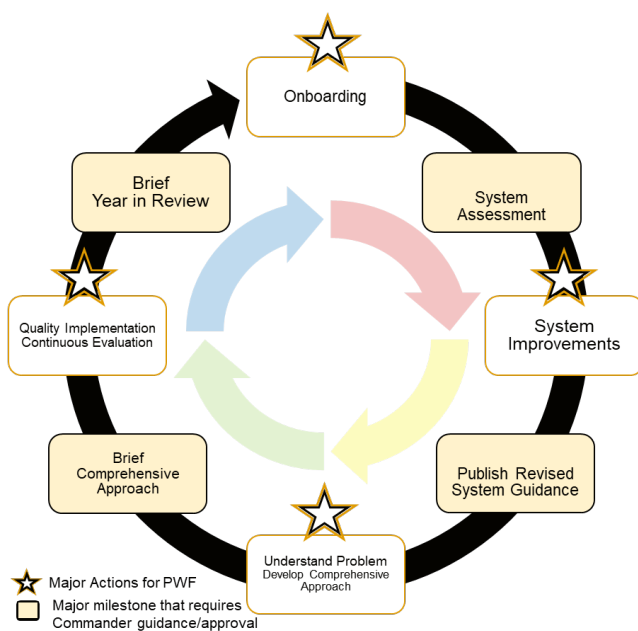 Onboarding
Brief
Year in Review
System
Assessment
Quality Implementation
Continuous Evaluation
System
Improvements
Brief
Comprehensive
Approach
Publish Revised
System Guidance
Understand Problem
Develop Comprehensive
Approach
Major Actions for PWF
Major milestone that requires
Commander guidance/approval